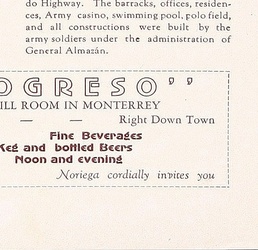 do Highway. The barracks, offices, residen-
ces, Army casino, swimming pool, polo field,
and all constructions were built by the
army soldiers under the administration of
General Almazán.
OGRESO"
ILL ROOM IN MONTERREY
— — Right Down Town
Fine Beverages
Keg and bottled Beers
Noon and evening
Noriega cordially invites you